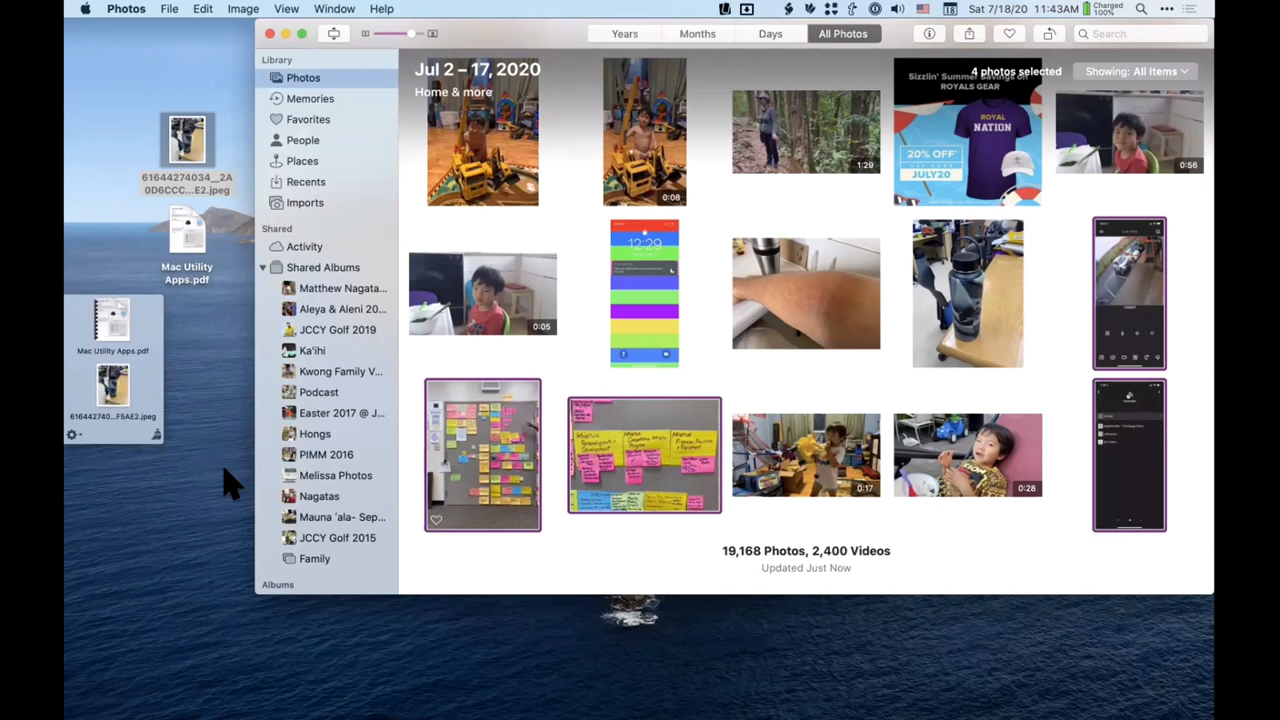 Photos File Edit Image View Window Help
18 Sat 7/18/20 11:43AM Charged 100%
Years Months Days All Photos Search
Library
Photos
Memories
Favorites
People
Places
Recents
Imports
Shared
Activity
Shared Albums
Matthew Nagata...
Aleya & Aleni 20...
JCCY Golf 2019
Ka'ihi
Kwong Family V...
Podcast
Easter 2017 @ J...
Hongs
PIMM 2016
Melissa Photos
Nagatas
Mauna ʻala- Sep...
JCCY Golf 2015
Family
Albums
61644274034__2A
0D6CCC...E2.jpeg
Mac Utility
Apps.pdf
Mac Utility Apps.pdf
616442740...F5AE2.jpeg
Jul 2 – 17, 2020
Home & more
4 photos selected
Showing: All Items
0:08
1:29
Sizzlin' Summer Savings on
ROYALS GEAR
ROYAL
NATION
20% OFF*
JULY20
0:56
0:05
12:29
0:17
0:28
19,168 Photos, 2,400 Videos
Updated Just Now